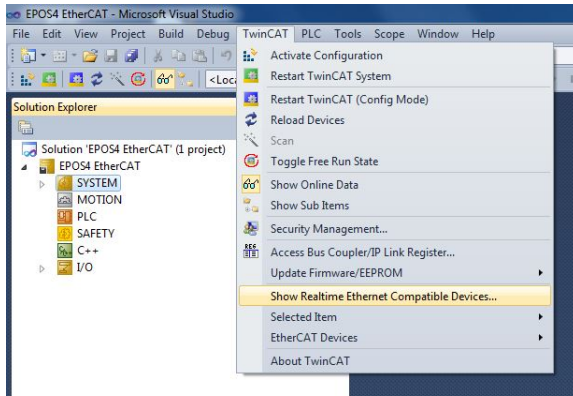 EPOS4 EtherCAT - Microsoft Visual Studio
File Edit View Project Build Debug TwinCAT PLC Tools Scope Window Help
Activate Configuration
Restart TwinCAT System
<Loc
Restart TwinCAT (Config Mode)
Solution Explorer
Reload Devices
Scan
Solution 'EPOS4 EtherCAT' (1 project)
Toggle Free Run State
EPOS4 EtherCAT
SYSTEM
Show Online Data
MOTION
Show Sub Items
PLC
Security Management...
SAFETY
C++
Access Bus Coupler/IP Link Register...
I/O
Update Firmware/EEPROM
Show Realtime Ethernet Compatible Devices...
Selected Item
EtherCAT Devices
About TwinCAT